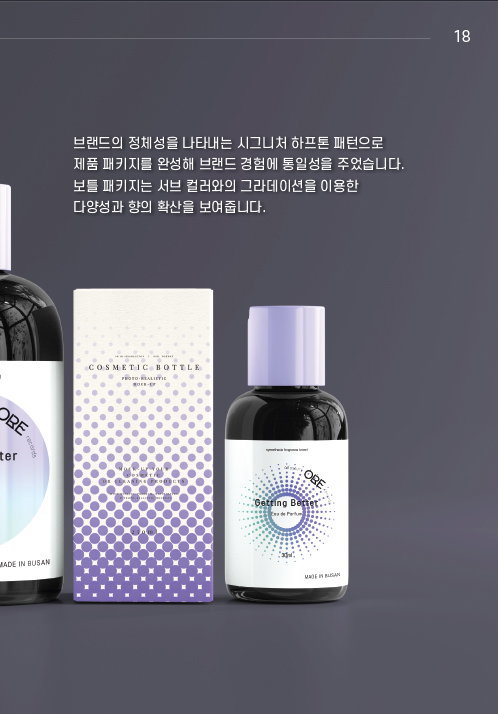 18
브랜드의 정체성을 나타내는 시그니처 하프톤 패턴으로
제품 패키지를 완성해 브랜드 경험에 통일성을 주었습니다.
보틀 패키지는 서브 컬러와의 그라데이션을 이용한
다양성과 향의 확산을 보여줍니다.
COSMETIC BOTTLE
PHOTO-REALISTIC
MOCK-UP
OBE
records
tter
MADE IN BUSAN
OBE
Getting Better
Eau de Parfum
30ml
MADE IN BUSAN